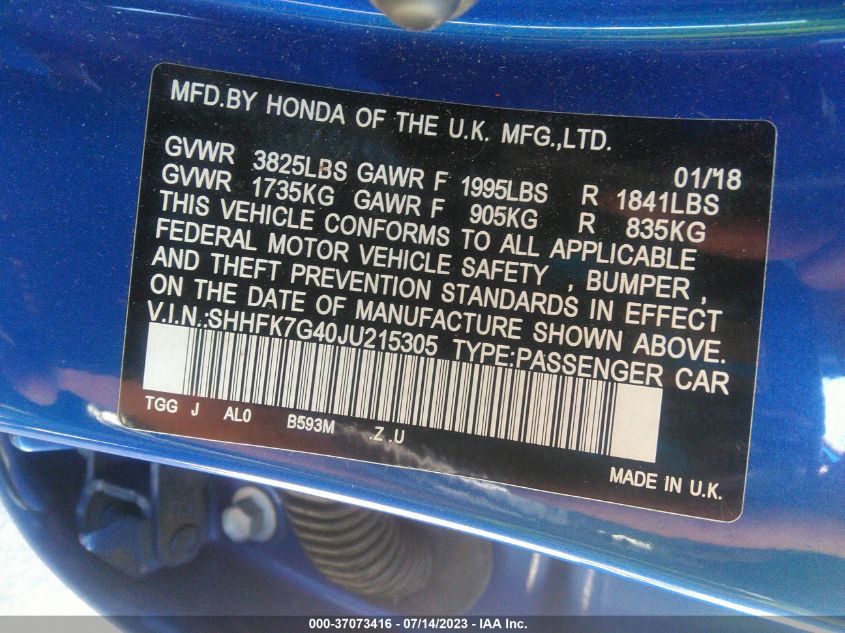 MFD.BY HONDA OF THE U.K. MFG.,LTD.
01/'18
GVWR 3825LBS GAWR F 1995LBS R 1841LBS
GVWR 1735KG GAWR F 905KG R 835KG
THIS VEHICLE CONFORMS TO ALL APPLICABLE
FEDERAL MOTOR VEHICLE SAFETY , BUMPER ,
AND THEFT PREVENTION STANDARDS IN EFFECT
ON THE DATE OF MANUFACTURE SHOWN ABOVE.
V.I.N.:SHHFK7G40JU215305 TYPE:PASSENGER CAR
TGG J AL0 B593M .Z .U
MADE IN U.K.
000-37073416 - 07/14/2023 - IAA Inc.